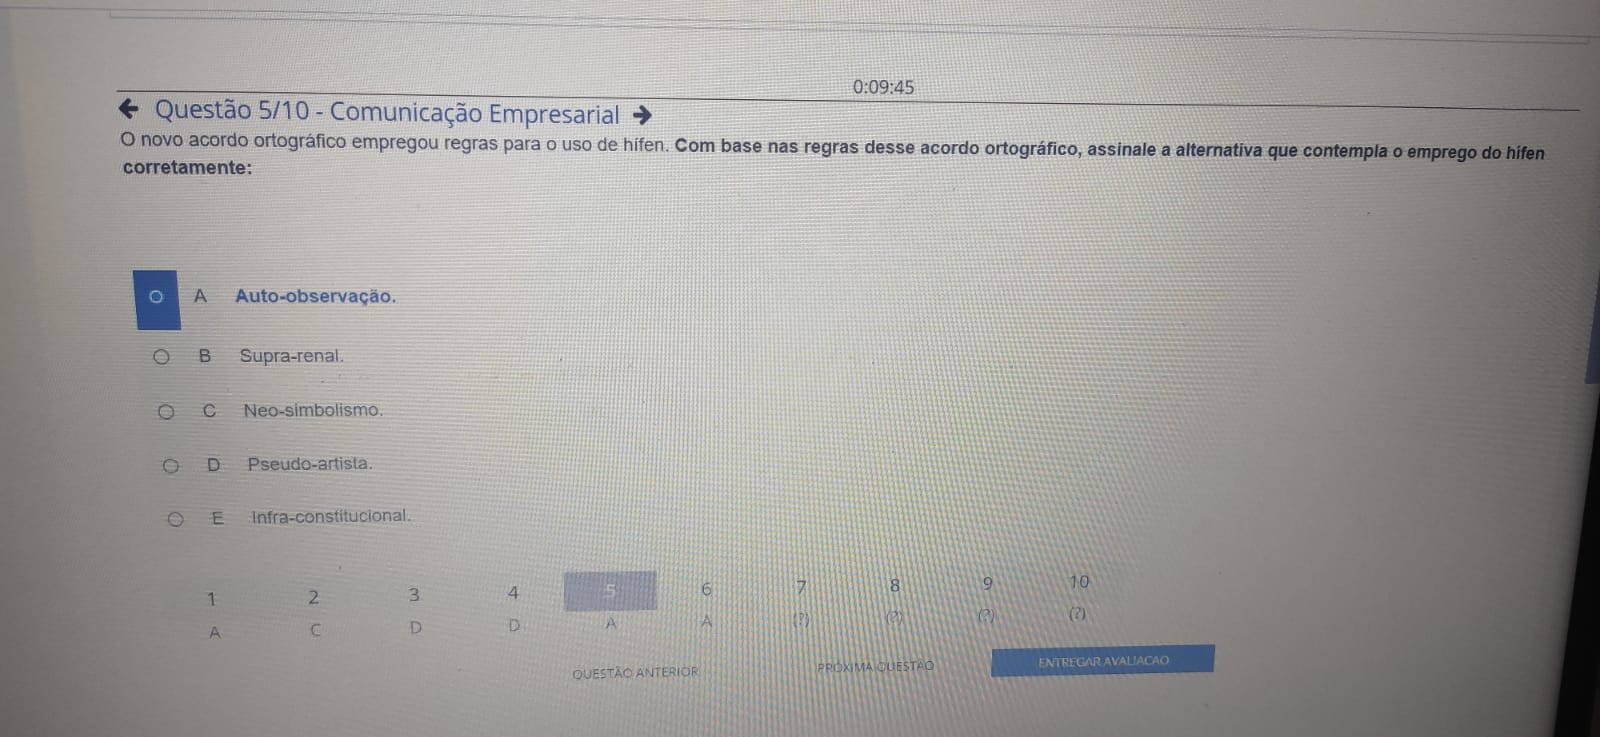 0:09:45
← Questão 5/10 - Comunicação Empresarial →
O novo acordo ortográfico empregou regras para o uso de hífen. Com base nas regras desse acordo ortográfico, assinale a alternativa que contempla o emprego do hífen
corretamente:
A Auto-observação.
B Supra-renal.
C Neo-simbolismo.
D Pseudo-artista.
E Infra-constitucional.
1 2 3 4 5 6 7 8 9 10
A C D D A A (?) (?) (?) (?)
QUESTÃO ANTERIOR PRÓXIMA QUESTÃO ENTREGAR AVALIACAO